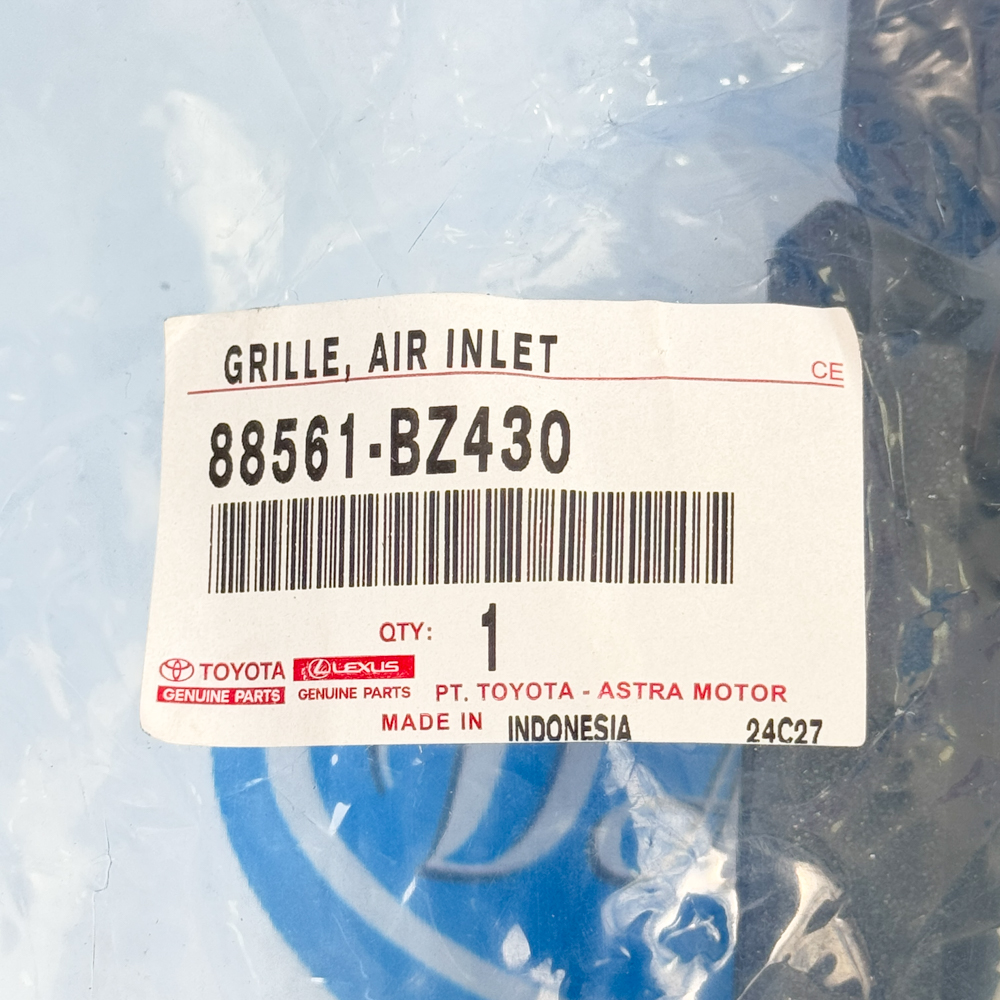 GRILLE, AIR INLET
CE
88561-BZ430
QTY: 1
TOYOTA LEXUS
GENUINE PARTS GENUINE PARTS PT. TOYOTA - ASTRA MOTOR
MADE IN INDONESIA 24C27